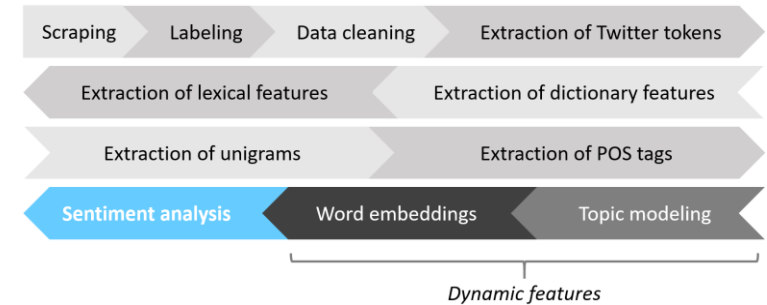 Scraping Labeling Data cleaning Extraction of Twitter tokens
Extraction of lexical features Extraction of dictionary features
Extraction of unigrams Extraction of POS tags
Sentiment analysis Word embeddings Topic modeling
Dynamic features